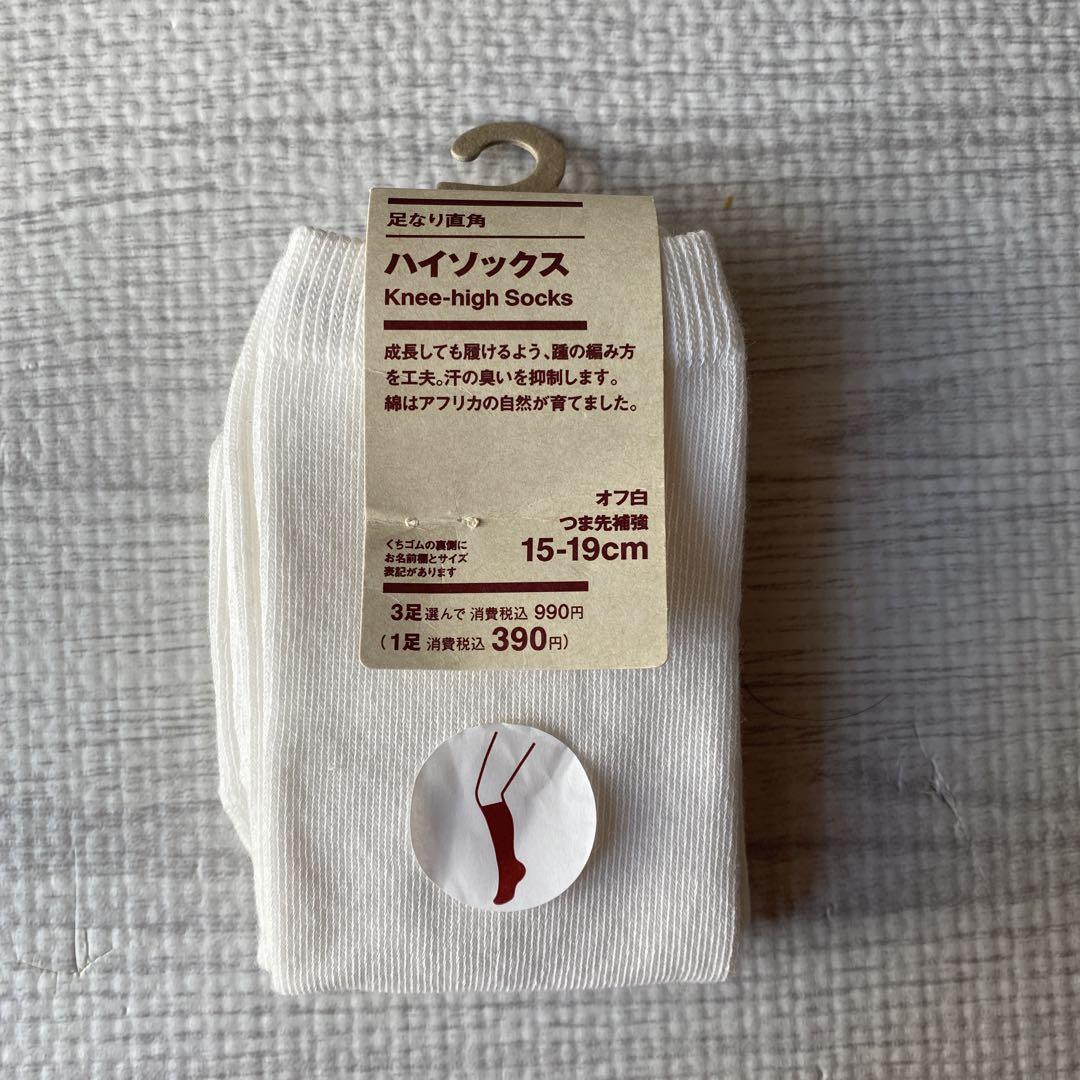 足なり直角
ハイソックス
Knee-high Socks
成長しても履けるよう、踵の編み方
を工夫。汗の臭いを抑制します。
綿はアフリカの自然が育てました。
オフ白
つま先補強
15-19cm
くちゴムの裏側に
お名前欄とサイズ
表記があります
3足選んで 消費税込 990円
(1足 消費税込 390円)